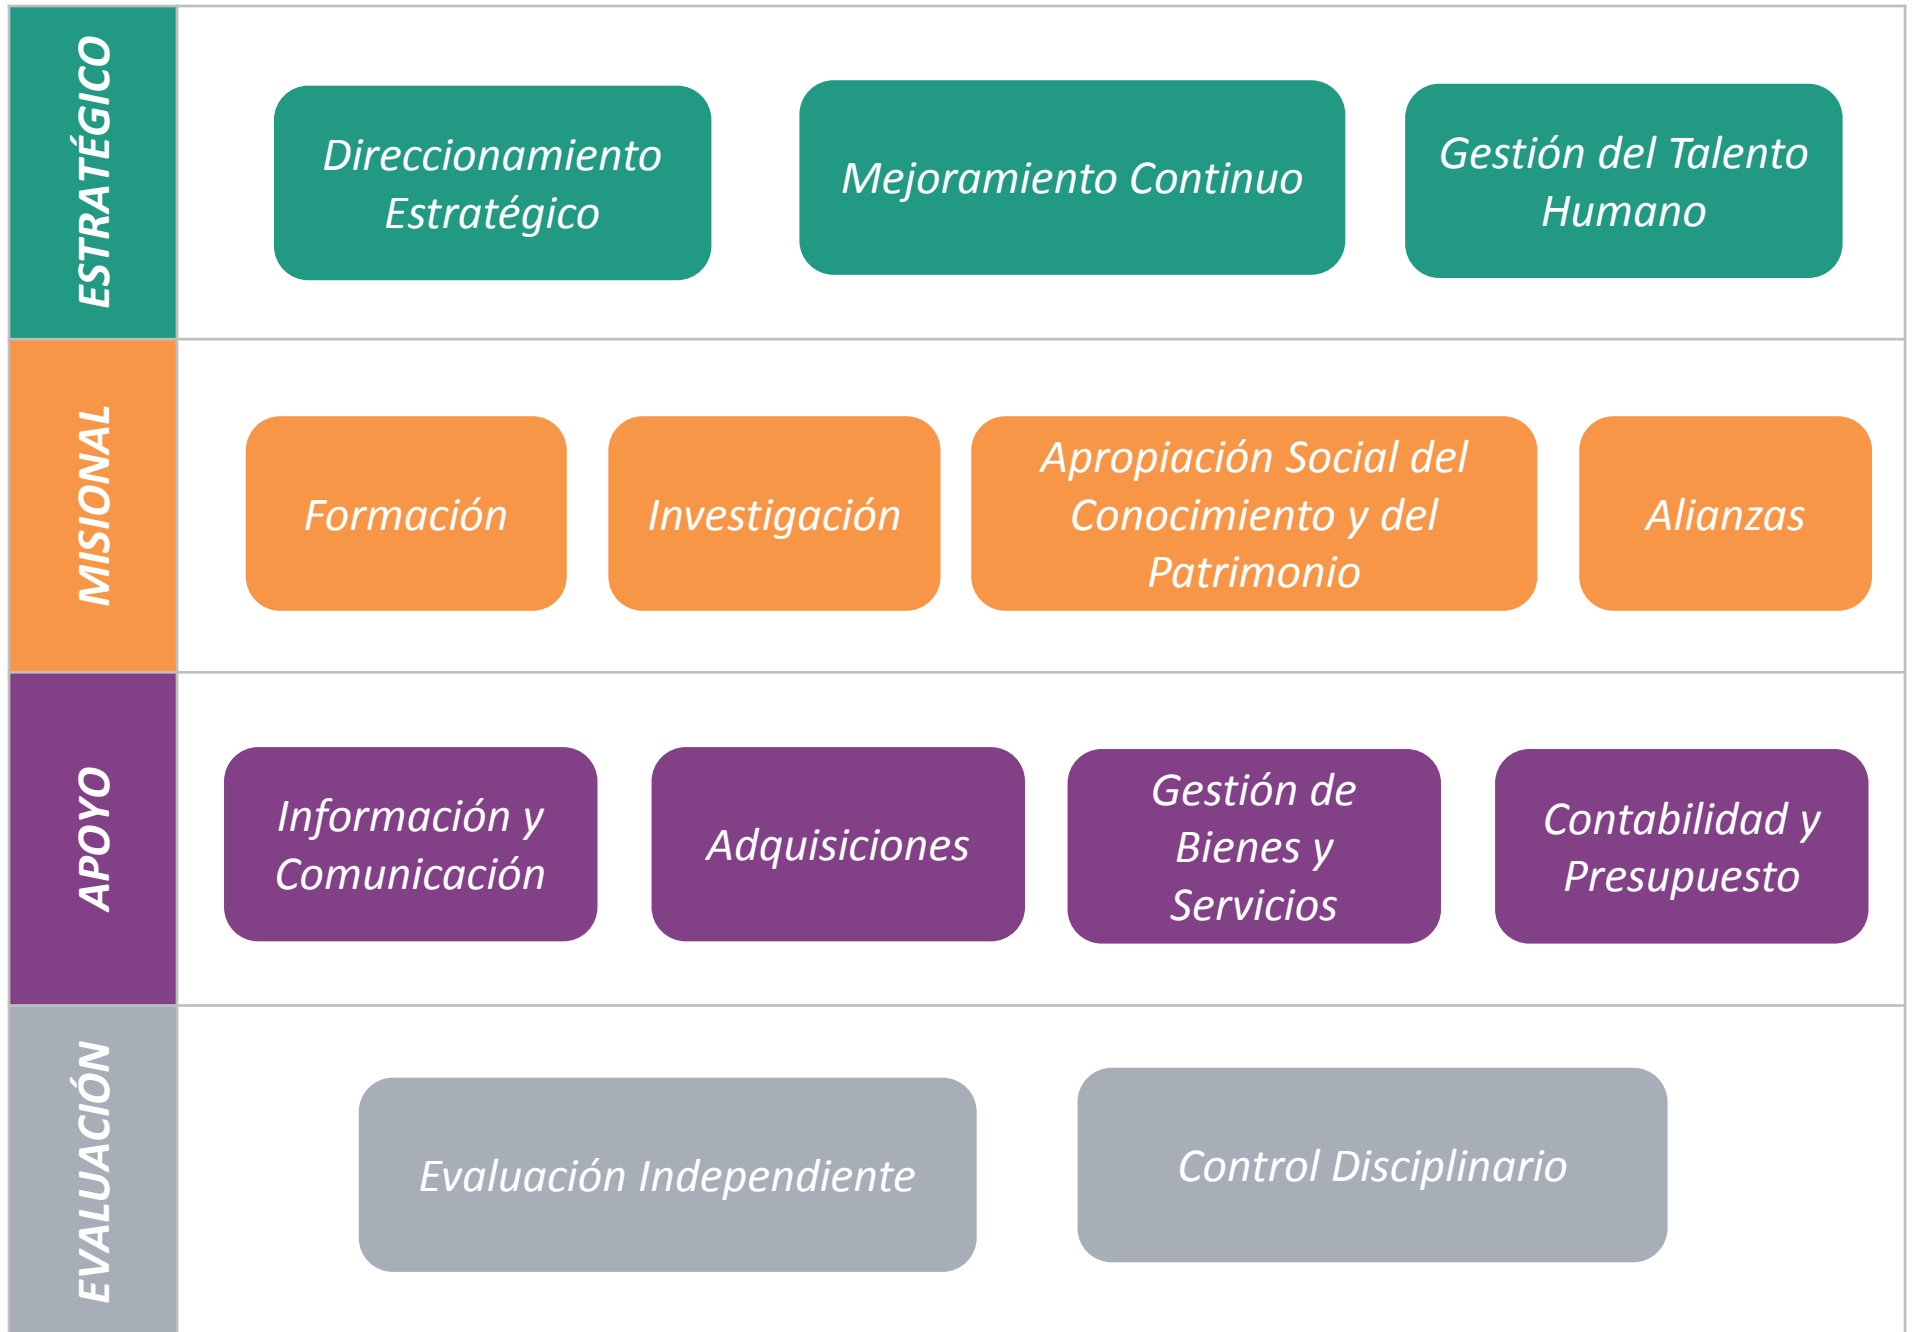 ESTRATÉGICO
Direccionamiento
Estratégico
Mejoramiento Continuo
Gestión del Talento
Humano
MISIONAL
Formación
Investigación
Apropiación Social del
Conocimiento y del
Patrimonio
Alianzas
APOYO
Información y
Comunicación
Adquisiciones
Gestión de
Bienes y
Servicios
Contabilidad y
Presupuesto
EVALUACIÓN
Evaluación Independiente
Control Disciplinario